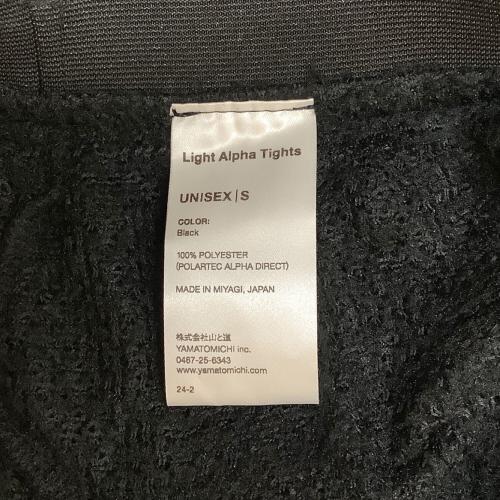 Light Alpha Tights
UNISEX|S
COLOR:
Black
100% POLYESTER
(POLARTEC ALPHA DIRECT)
MADE IN MIYAGI, JAPAN
株式会社山と道
YAMATOMICHI inc.
0467-25-6343
www.yamatomichi.com
24-2